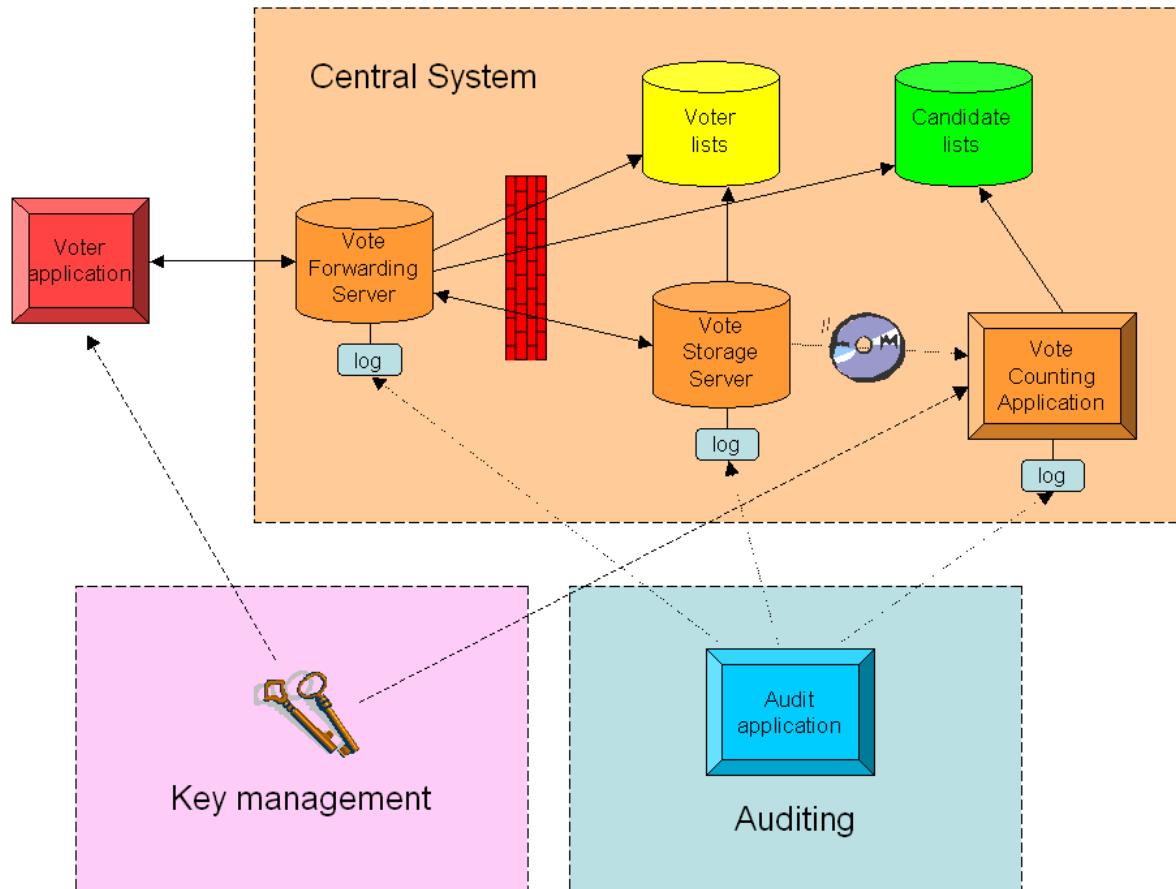 Central System
Voter
lists
Candidate
lists
Voter
application
Vote
Forwarding
Server
Vote
Storage
Server
Vote
Counting
Application
log
log
log
Audit
application
Key management
Auditing